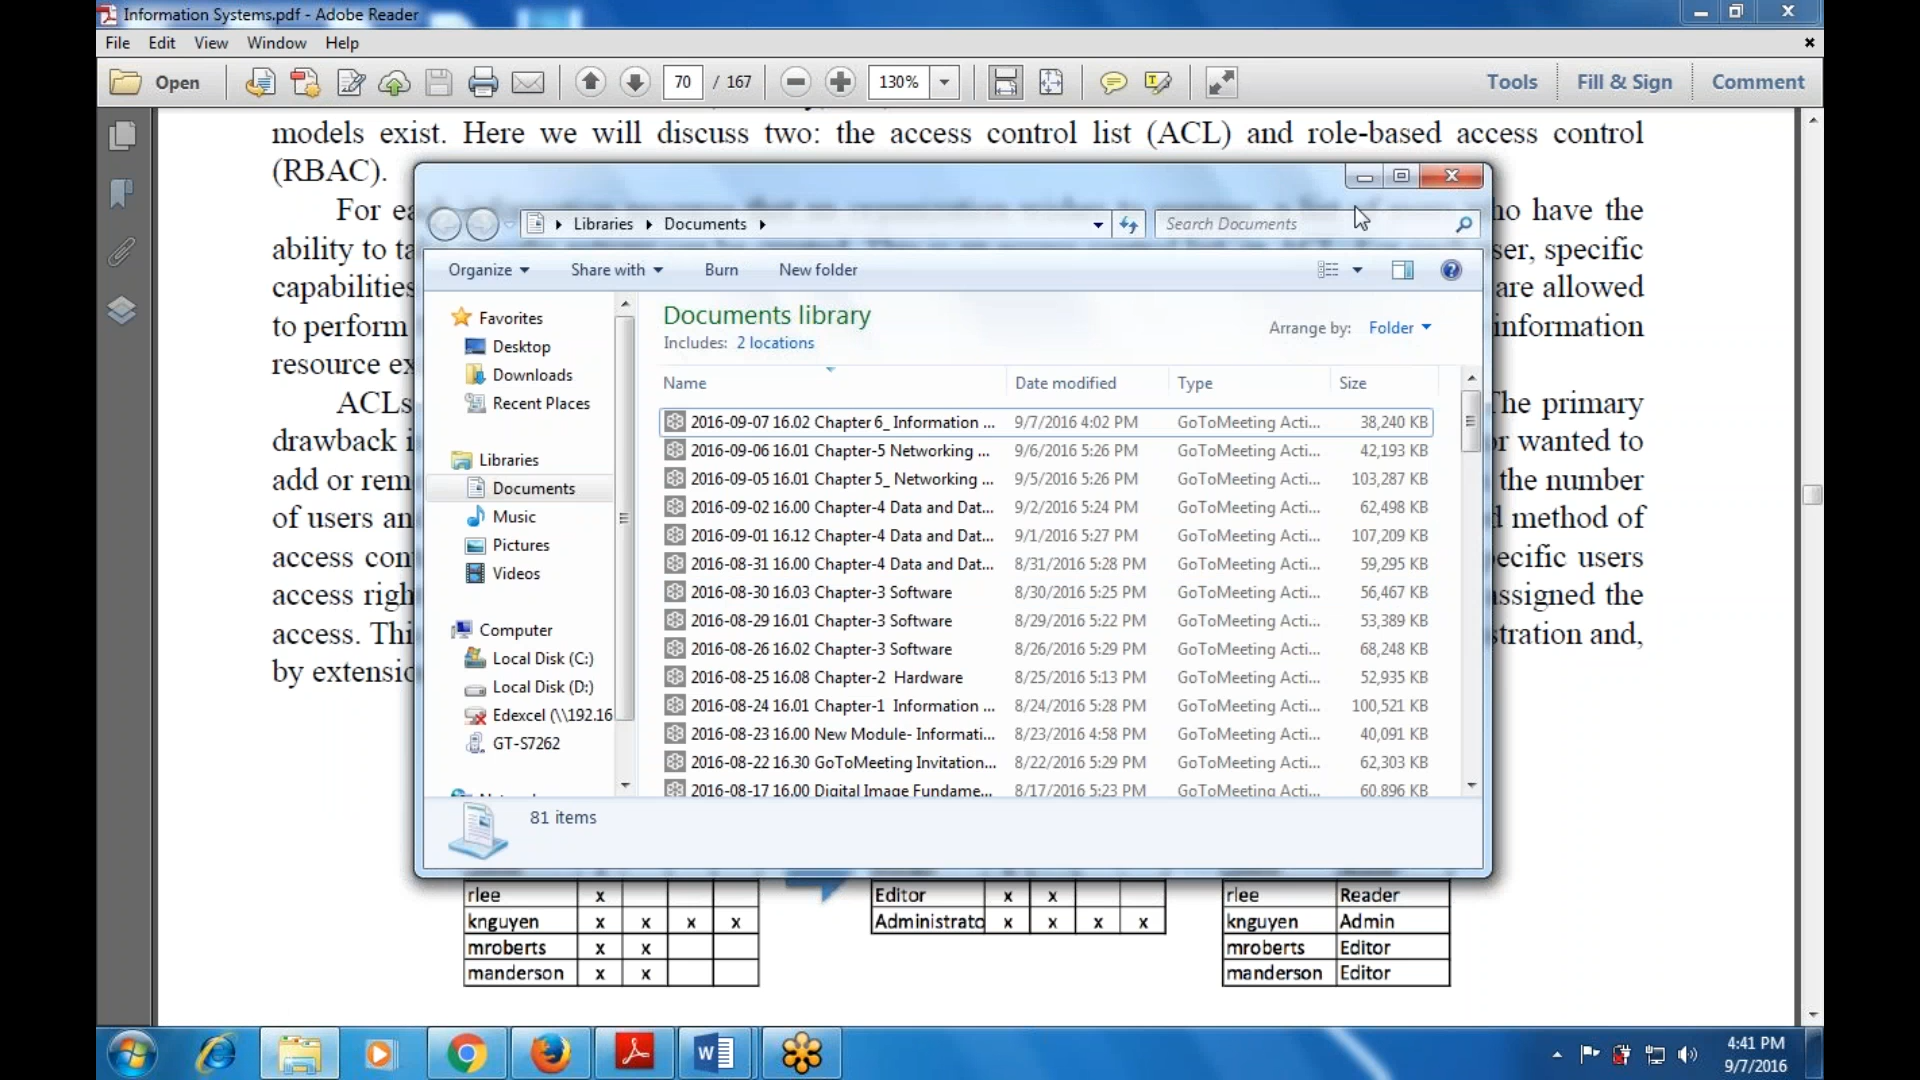 Information Systems.pdf - Adobe Reader
File Edit View Window Help
Open 70 / 167 130% Tools Fill & Sign Comment
models exist. Here we will discuss two: the access control list (ACL) and role-based access control
(RBAC).
For ea
ho have the
ability to ta
ser, specific
capabilities
are allowed
to perform
information
resource ex
ACLs
The primary
drawback i
or wanted to
add or rem
the number
of users an
d method of
access con
ecific users
access righ
assigned the
access. Thi
stration and,
by extensio
Libraries Documents
Search Documents
Organize Share with Burn New folder
Favorites
Desktop
Downloads
Recent Places
Libraries
Documents
Music
Pictures
Videos
Computer
Local Disk (C:)
Local Disk (D:)
Edexcel (\\192.16
GT-S7262
Documents library
Includes: 2 locations
Arrange by: Folder
Name Date modified Type Size
2016-09-07 16.02 Chapter 6_ Information ... 9/7/2016 4:02 PM GoToMeeting Acti... 38,240 KB
2016-09-06 16.01 Chapter-5 Networking ... 9/6/2016 5:26 PM GoToMeeting Acti... 42,193 KB
2016-09-05 16.01 Chapter 5_ Networking ... 9/5/2016 5:26 PM GoToMeeting Acti... 103,287 KB
2016-09-02 16.00 Chapter-4 Data and Dat... 9/2/2016 5:24 PM GoToMeeting Acti... 62,498 KB
2016-09-01 16.12 Chapter-4 Data and Dat... 9/1/2016 5:27 PM GoToMeeting Acti... 107,209 KB
2016-08-31 16.00 Chapter-4 Data and Dat... 8/31/2016 5:28 PM GoToMeeting Acti... 59,295 KB
2016-08-30 16.03 Chapter-3 Software 8/30/2016 5:25 PM GoToMeeting Acti... 56,467 KB
2016-08-29 16.01 Chapter-3 Software 8/29/2016 5:22 PM GoToMeeting Acti... 53,389 KB
2016-08-26 16.02 Chapter-3 Software 8/26/2016 5:29 PM GoToMeeting Acti... 68,248 KB
2016-08-25 16.08 Chapter-2 Hardware 8/25/2016 5:13 PM GoToMeeting Acti... 52,935 KB
2016-08-24 16.01 Chapter-1 Information ... 8/24/2016 5:28 PM GoToMeeting Acti... 100,521 KB
2016-08-23 16.00 New Module- Informati... 8/23/2016 4:58 PM GoToMeeting Acti... 40,091 KB
2016-08-22 16.30 GoToMeeting Invitation... 8/22/2016 5:29 PM GoToMeeting Acti... 62,303 KB
2016-08-17 16.00 Digital Image Fundame... 8/17/2016 5:23 PM GoToMeeting Acti... 60,896 KB
81 items
rlee x
knguyen x x x x
mroberts x x
manderson x x
Editor x x
Administrato x x x x
rlee Reader
knguyen Admin
mroberts Editor
manderson Editor
4:41 PM
9/7/2016